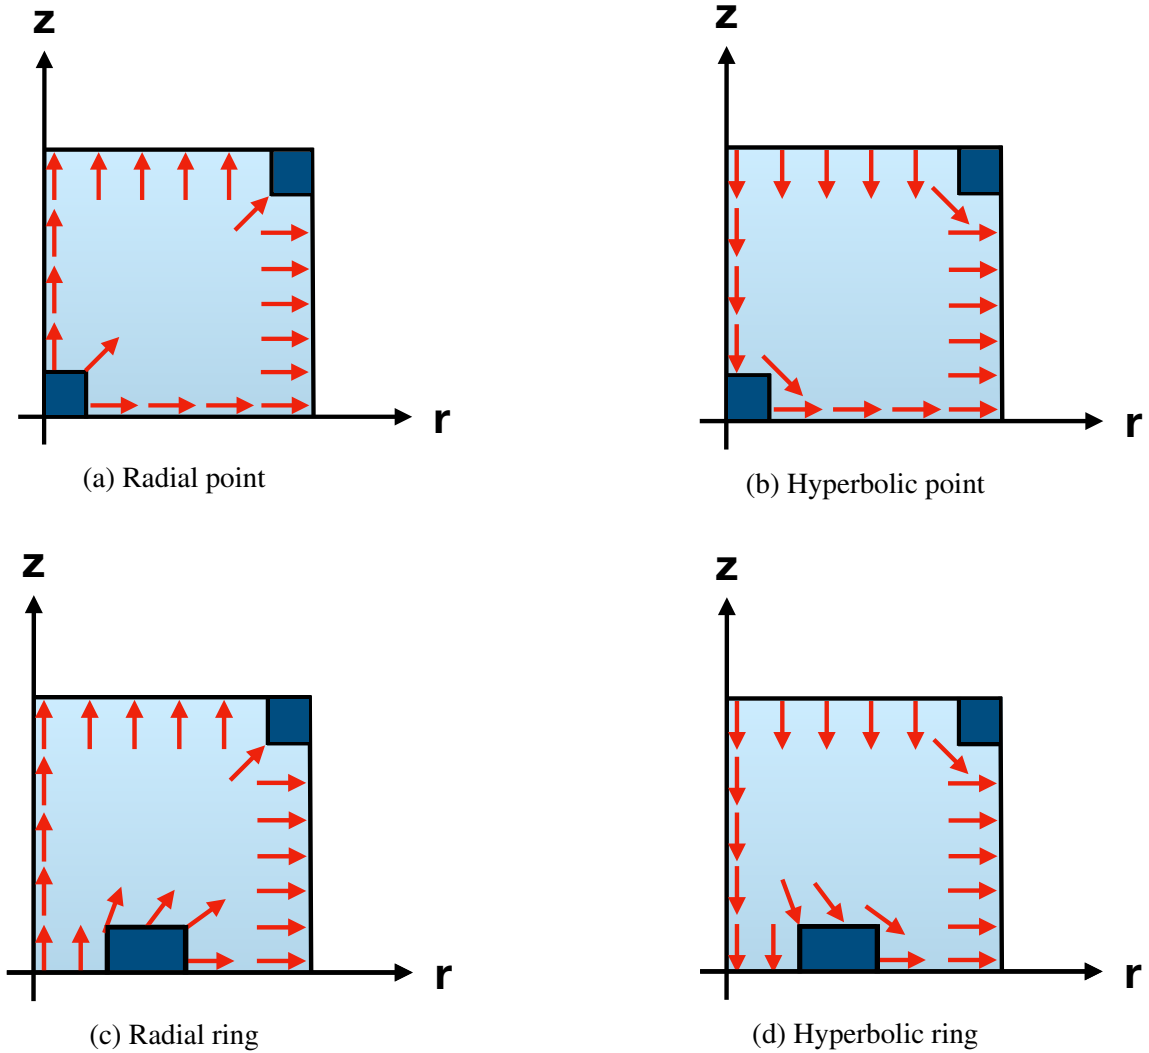 z
z
r
r
(a) Radial point
(b) Hyperbolic point
z
z
r
r
(c) Radial ring
(d) Hyperbolic ring